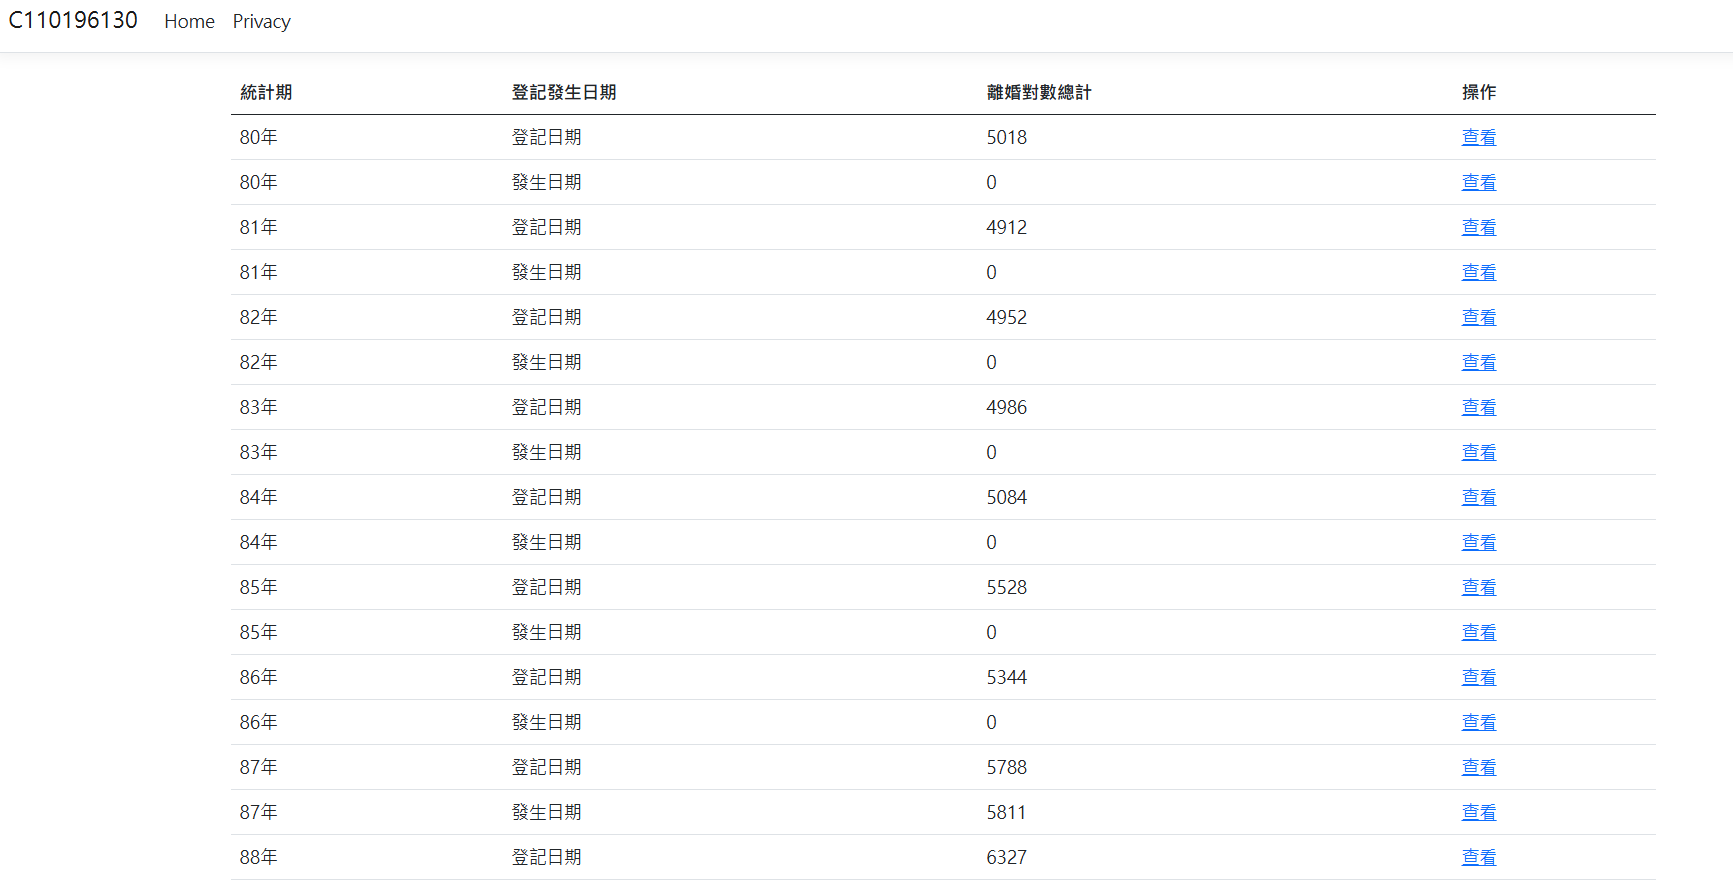 C110196130 Home Privacy
統計期 登記發生日期 離婚對數總計 操作
80年 登記日期 5018 查看
80年 發生日期 0 查看
81年 登記日期 4912 查看
81年 發生日期 0 查看
82年 登記日期 4952 查看
82年 發生日期 0 查看
83年 登記日期 4986 查看
83年 發生日期 0 查看
84年 登記日期 5084 查看
84年 發生日期 0 查看
85年 登記日期 5528 查看
85年 發生日期 0 查看
86年 登記日期 5344 查看
86年 發生日期 0 查看
87年 登記日期 5788 查看
87年 發生日期 5811 查看
88年 登記日期 6327 查看